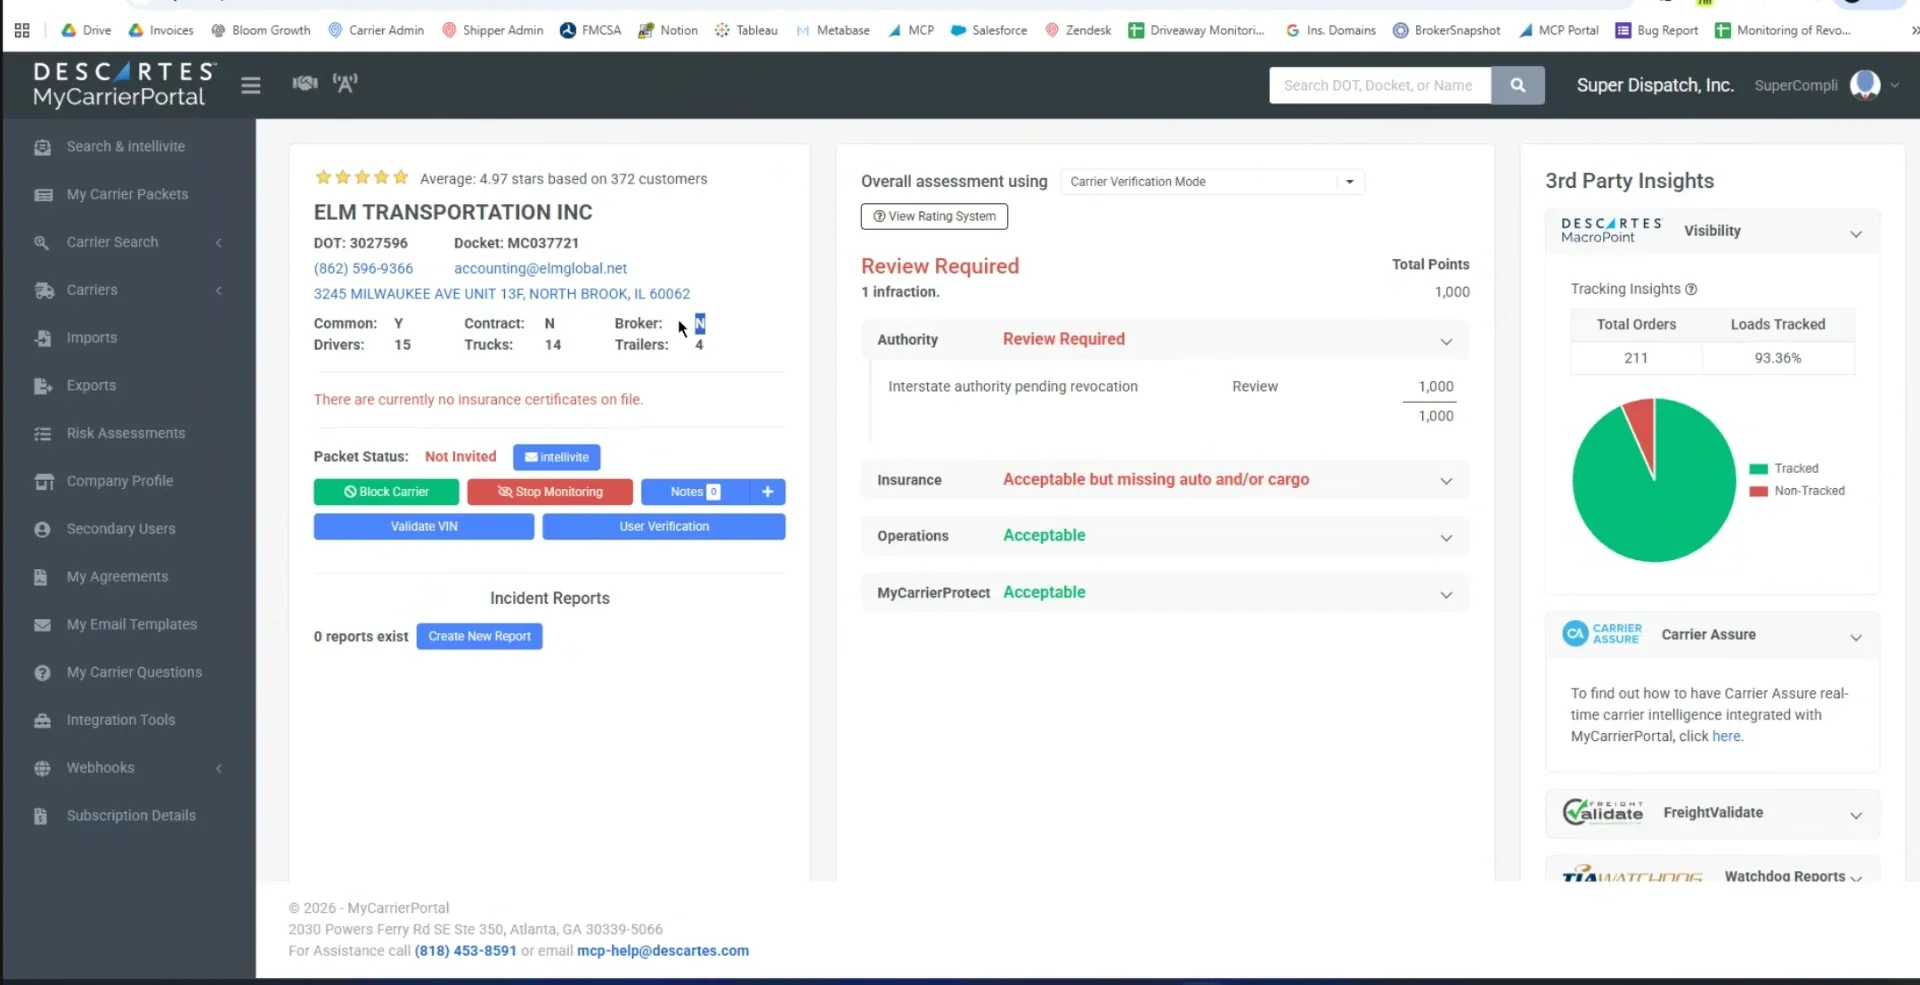 Drive
Invoices
Bloom Growth
Carrier Admin
Shipper Admin
FMCSA
Notion
Tableau
Metabase
MCP
Salesforce
Zendesk
Driveaway Monitori...
Ins. Domains
BrokerSnapshot
MCP Portal
Bug Report
Monitoring of Revo...
DESCARTES
MyCarrierPortal
Search DOT, Docket, or Name
Super Dispatch, Inc.
SuperCompli
Search & intellivite
My Carrier Packets
Carrier Search
Carriers
Imports
Exports
Risk Assessments
Company Profile
Secondary Users
My Agreements
My Email Templates
My Carrier Questions
Integration Tools
Webhooks
Subscription Details
Average: 4.97 stars based on 372 customers
ELM TRANSPORTATION INC
DOT: 3027596 Docket: MC037721
(862) 596-9366 accounting@elmglobal.net
3245 MILWAUKEE AVE UNIT 13F, NORTH BROOK, IL 60062
Common: Y Contract: N Broker: N
Drivers: 15 Trucks: 14 Trailers: 4
There are currently no insurance certificates on file.
Packet Status: Not Invited intellivite
Block Carrier Stop Monitoring Notes 0 +
Validate VIN User Verification
Incident Reports
0 reports exist Create New Report
Overall assessment using Carrier Verification Mode
View Rating System
Review Required Total Points
1 infraction. 1,000
Authority Review Required
Interstate authority pending revocation Review 1,000
1,000
Insurance Acceptable but missing auto and/or cargo
Operations Acceptable
MyCarrierProtect Acceptable
3rd Party Insights
DESCARTES
MacroPoint
Visibility
Tracking Insights
Total Orders Loads Tracked
211 93.36%
Tracked
Non-Tracked
CA CARRIER
ASSURE
Carrier Assure
To find out how to have Carrier Assure real-
time carrier intelligence integrated with
MyCarrierPortal, click here.
FREIGHT
Validate
FreightValidate
TIA WATCHDOG Watchdog Reports
© 2026 - MyCarrierPortal
2030 Powers Ferry Rd SE Ste 350, Atlanta, GA 30339-5066
For Assistance call (818) 453-8591 or email mcp-help@descartes.com